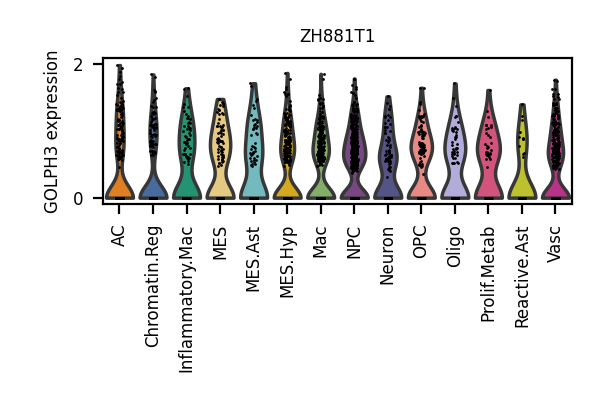 ZH881T1
GOLPH3 expression
2
0
AC
Chromatin.Reg
Inflammatory.Mac
MES
MES.Ast
MES.Hyp
Mac
NPC
Neuron
OPC
Oligo
Prolif.Metab
Reactive.Ast
Vasc